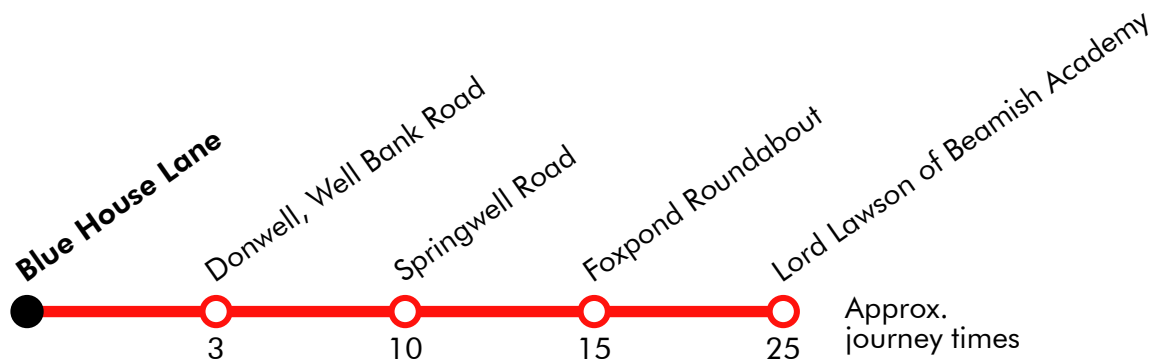 Blue House Lane
Donwell, Well Bank Road
Springwell Road
Foxpond Roundabout
Lord Lawson of Beamish Academy
3
10
15
25
Approx.
journey times